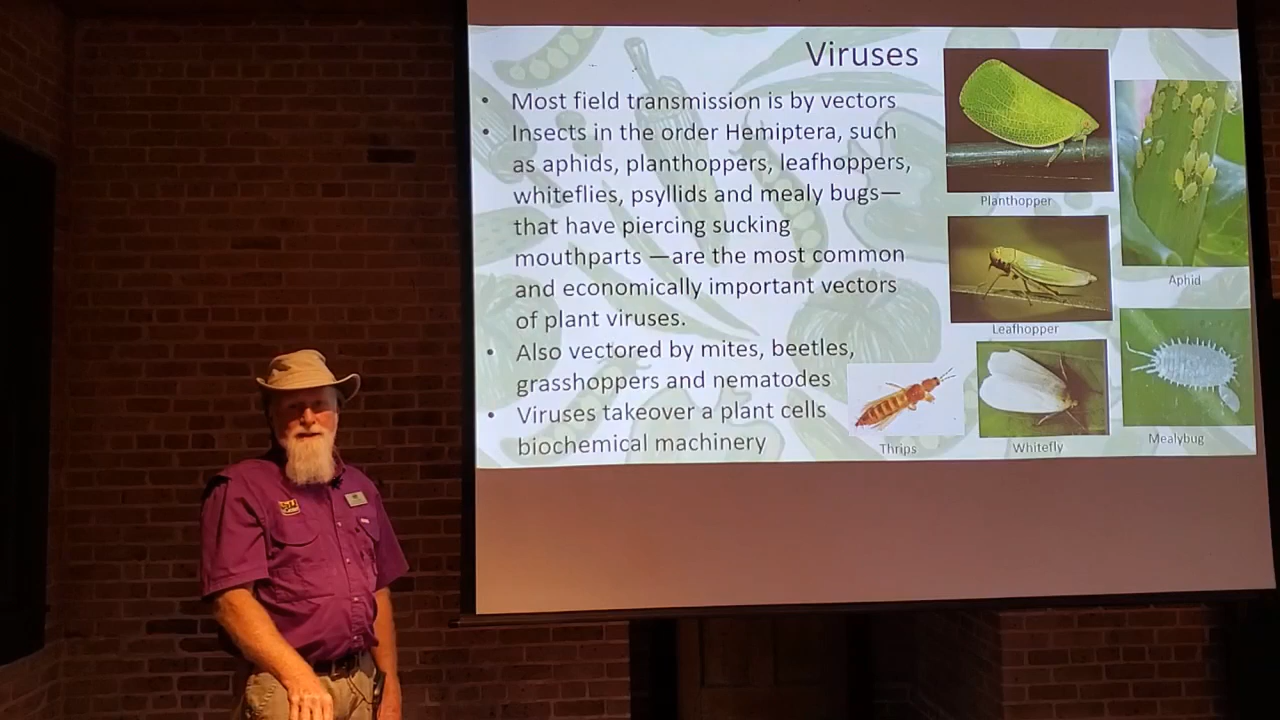 Viruses
• Most field transmission is by vectors
• Insects in the order Hemiptera, such
as aphids, planthoppers, leafhoppers,
whiteflies, psyllids and mealy bugs—
that have piercing sucking
mouthparts —are the most common
and economically important vectors
of plant viruses.
• Also vectored by mites, beetles,
grasshoppers and nematodes
• Viruses takeover a plant cells
biochemical machinery
Planthopper
Aphid
Leafhopper
Thrips
Whitefly
Mealybug